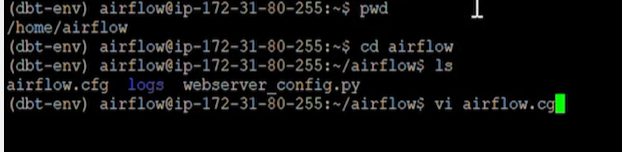 (dbt-env) airflow@ip-172-31-80-255:~$ pwd
/home/airflow
(dbt-env) airflow@ip-172-31-80-255:~$ cd airflow
(dbt-env) airflow@ip-172-31-80-255:~/airflow$ ls
airflow.cfg  logs  webserver_config.py
(dbt-env) airflow@ip-172-31-80-255:~/airflow$ vi airflow.cg